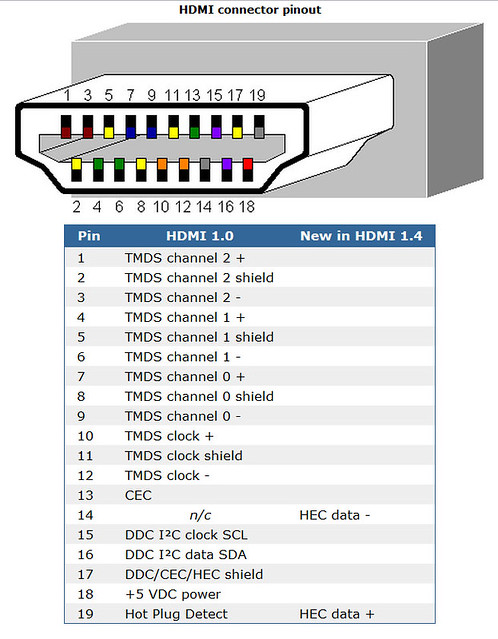 HDMI connector pinout
1 3 5 7 9 11 13 15 17 19
2 4 6 8 10 12 14 16 18
Pin HDMI 1.0 New in HDMI 1.4
1 TMDS channel 2 +
2 TMDS channel 2 shield
3 TMDS channel 2 -
4 TMDS channel 1 +
5 TMDS channel 1 shield
6 TMDS channel 1 -
7 TMDS channel 0 +
8 TMDS channel 0 shield
9 TMDS channel 0 -
10 TMDS clock +
11 TMDS clock shield
12 TMDS clock -
13 CEC
14 n/c HEC data -
15 DDC I²C clock SCL
16 DDC I²C data SDA
17 DDC/CEC/HEC shield
18 +5 VDC power
19 Hot Plug Detect HEC data +